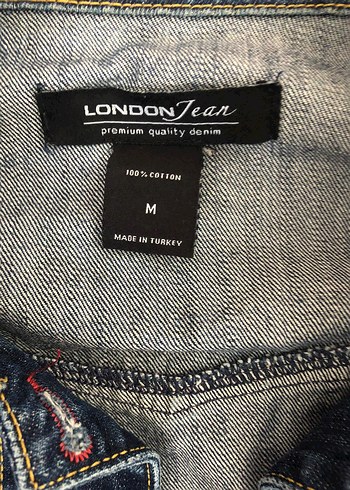 LONDON Jean
premium quality denim
100% COTTON
M
MADE IN TURKEY